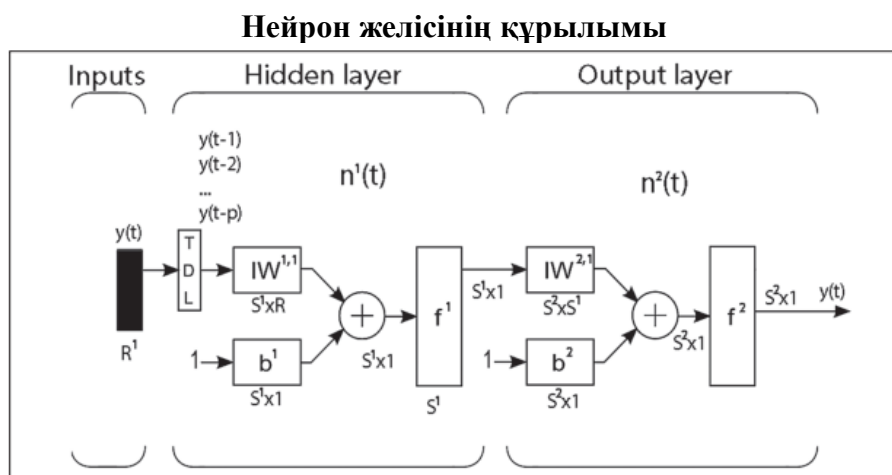 Нейрон желісінің құрылымы
Inputs
Hidden layer
Output layer
y(t-1)
y(t-2)
...
y(t-p)
n¹(t)
n²(t)
y(t)
T
D
L
IW¹,¹
S¹xR
f¹
S¹x1
IW²,¹
S²xS¹
f²
S²x1
y(t)
R¹
1
b¹
S¹x1
S¹x1
S¹
1
b²
S²x1
S²x1